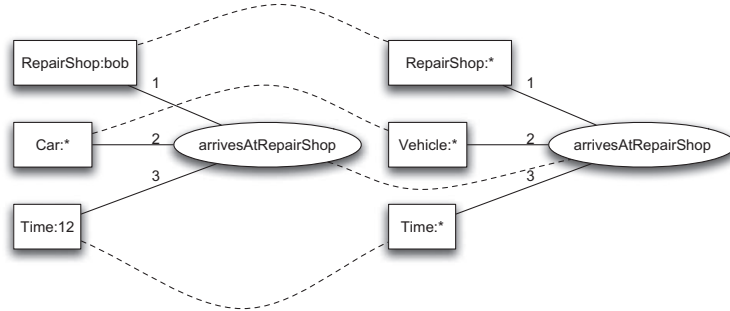 RepairShop:bob
RepairShop:*
1
1
Car:*
2
arrivesAtRepairShop
Vehicle:*
2
arrivesAtRepairShop
3
3
Time:12
Time:*